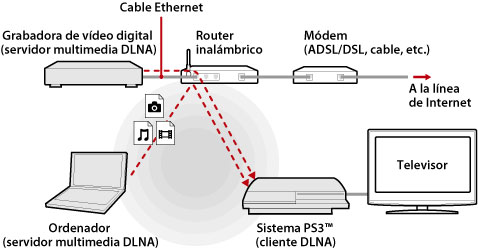 Cable Ethernet
Grabadora de vídeo digital
(servidor multimedia DLNA)
Router
inalámbrico
Módem
(ADSL/DSL, cable, etc.)
A la línea
de Internet
Televisor
Ordenador
(servidor multimedia DLNA)
Sistema PS3™
(cliente DLNA)